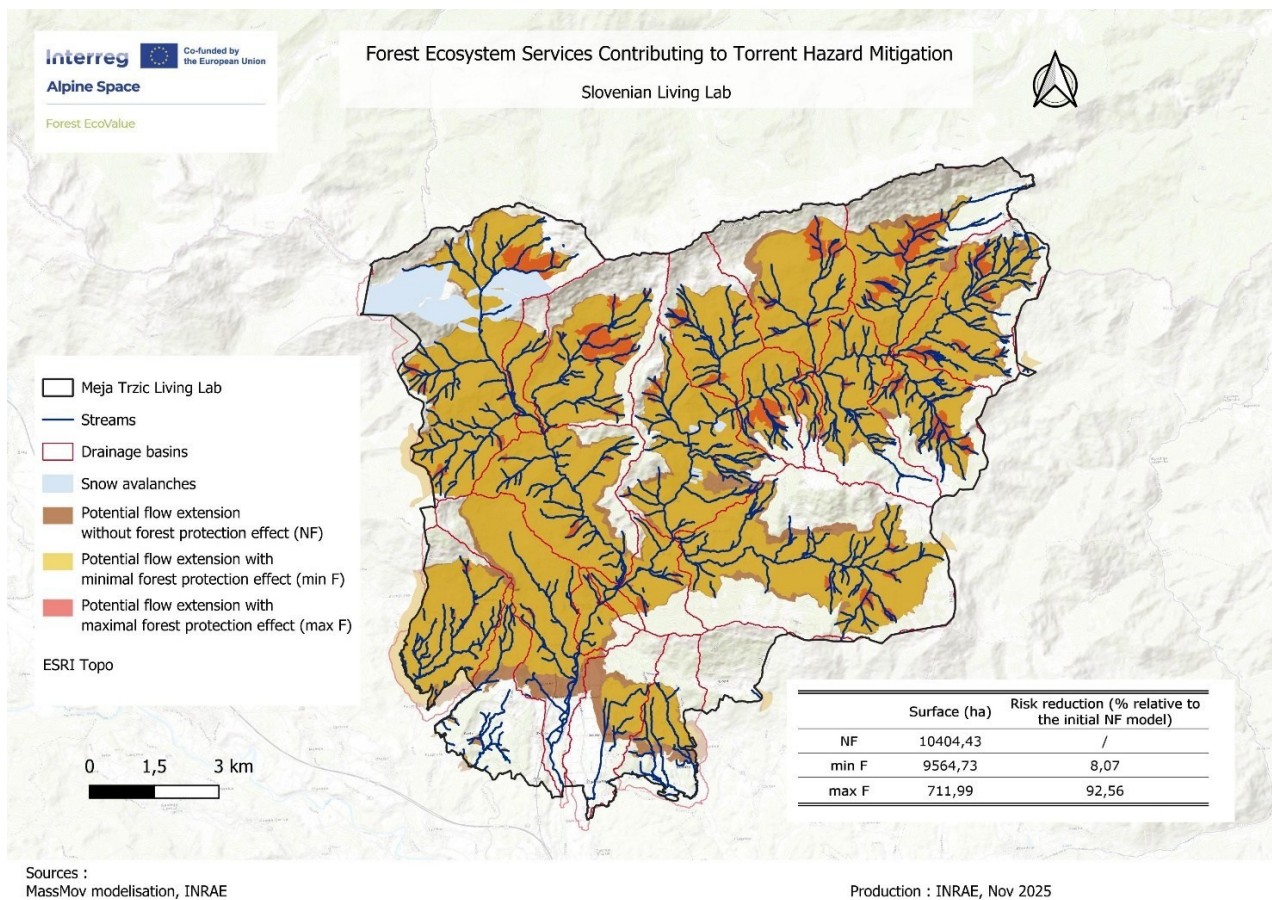 Interreg
Co-funded by
the European Union
Alpine Space
Forest EcoValue
Forest Ecosystem Services Contributing to Torrent Hazard Mitigation
Slovenian Living Lab
Meja Trzic Living Lab
Streams
Drainage basins
Snow avalanches
Potential flow extension
without forest protection effect (NF)
Potential flow extension with
minimal forest protection effect (min F)
Potential flow extension with
maximal forest protection effect (max F)
ESRI Topo
0 1,5 3 km
Surface (ha) Risk reduction (% relative to
the initial NF model)
NF 10404,43 /
min F 9564,73 8,07
max F 711,99 92,56
Sources :
MassMov modelisation, INRAE
Production : INRAE, Nov 2025